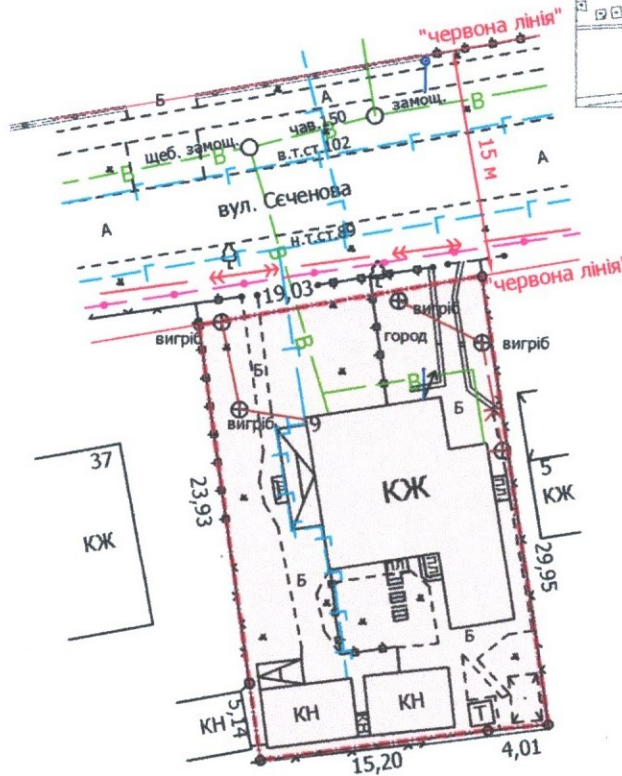 "червона лінія"
Б
А
замощ.
чав.150
щеб. замощ.
В
В
В
в.т.ст.102
15 м
А
Г
Г
Г
вул. Сєченова
А
В
н.т.ст.89
Г
Г
Г
19,03
"червона лінія"
вигріб
вигріб
город
вигріб
Б
В
В
Б
вигріб
9
37
КЖ
КЖ
5
КЖ
23,93
29,95
Б
Б
КН
5,14
КН
КН
КН
Т
15,20
4,01